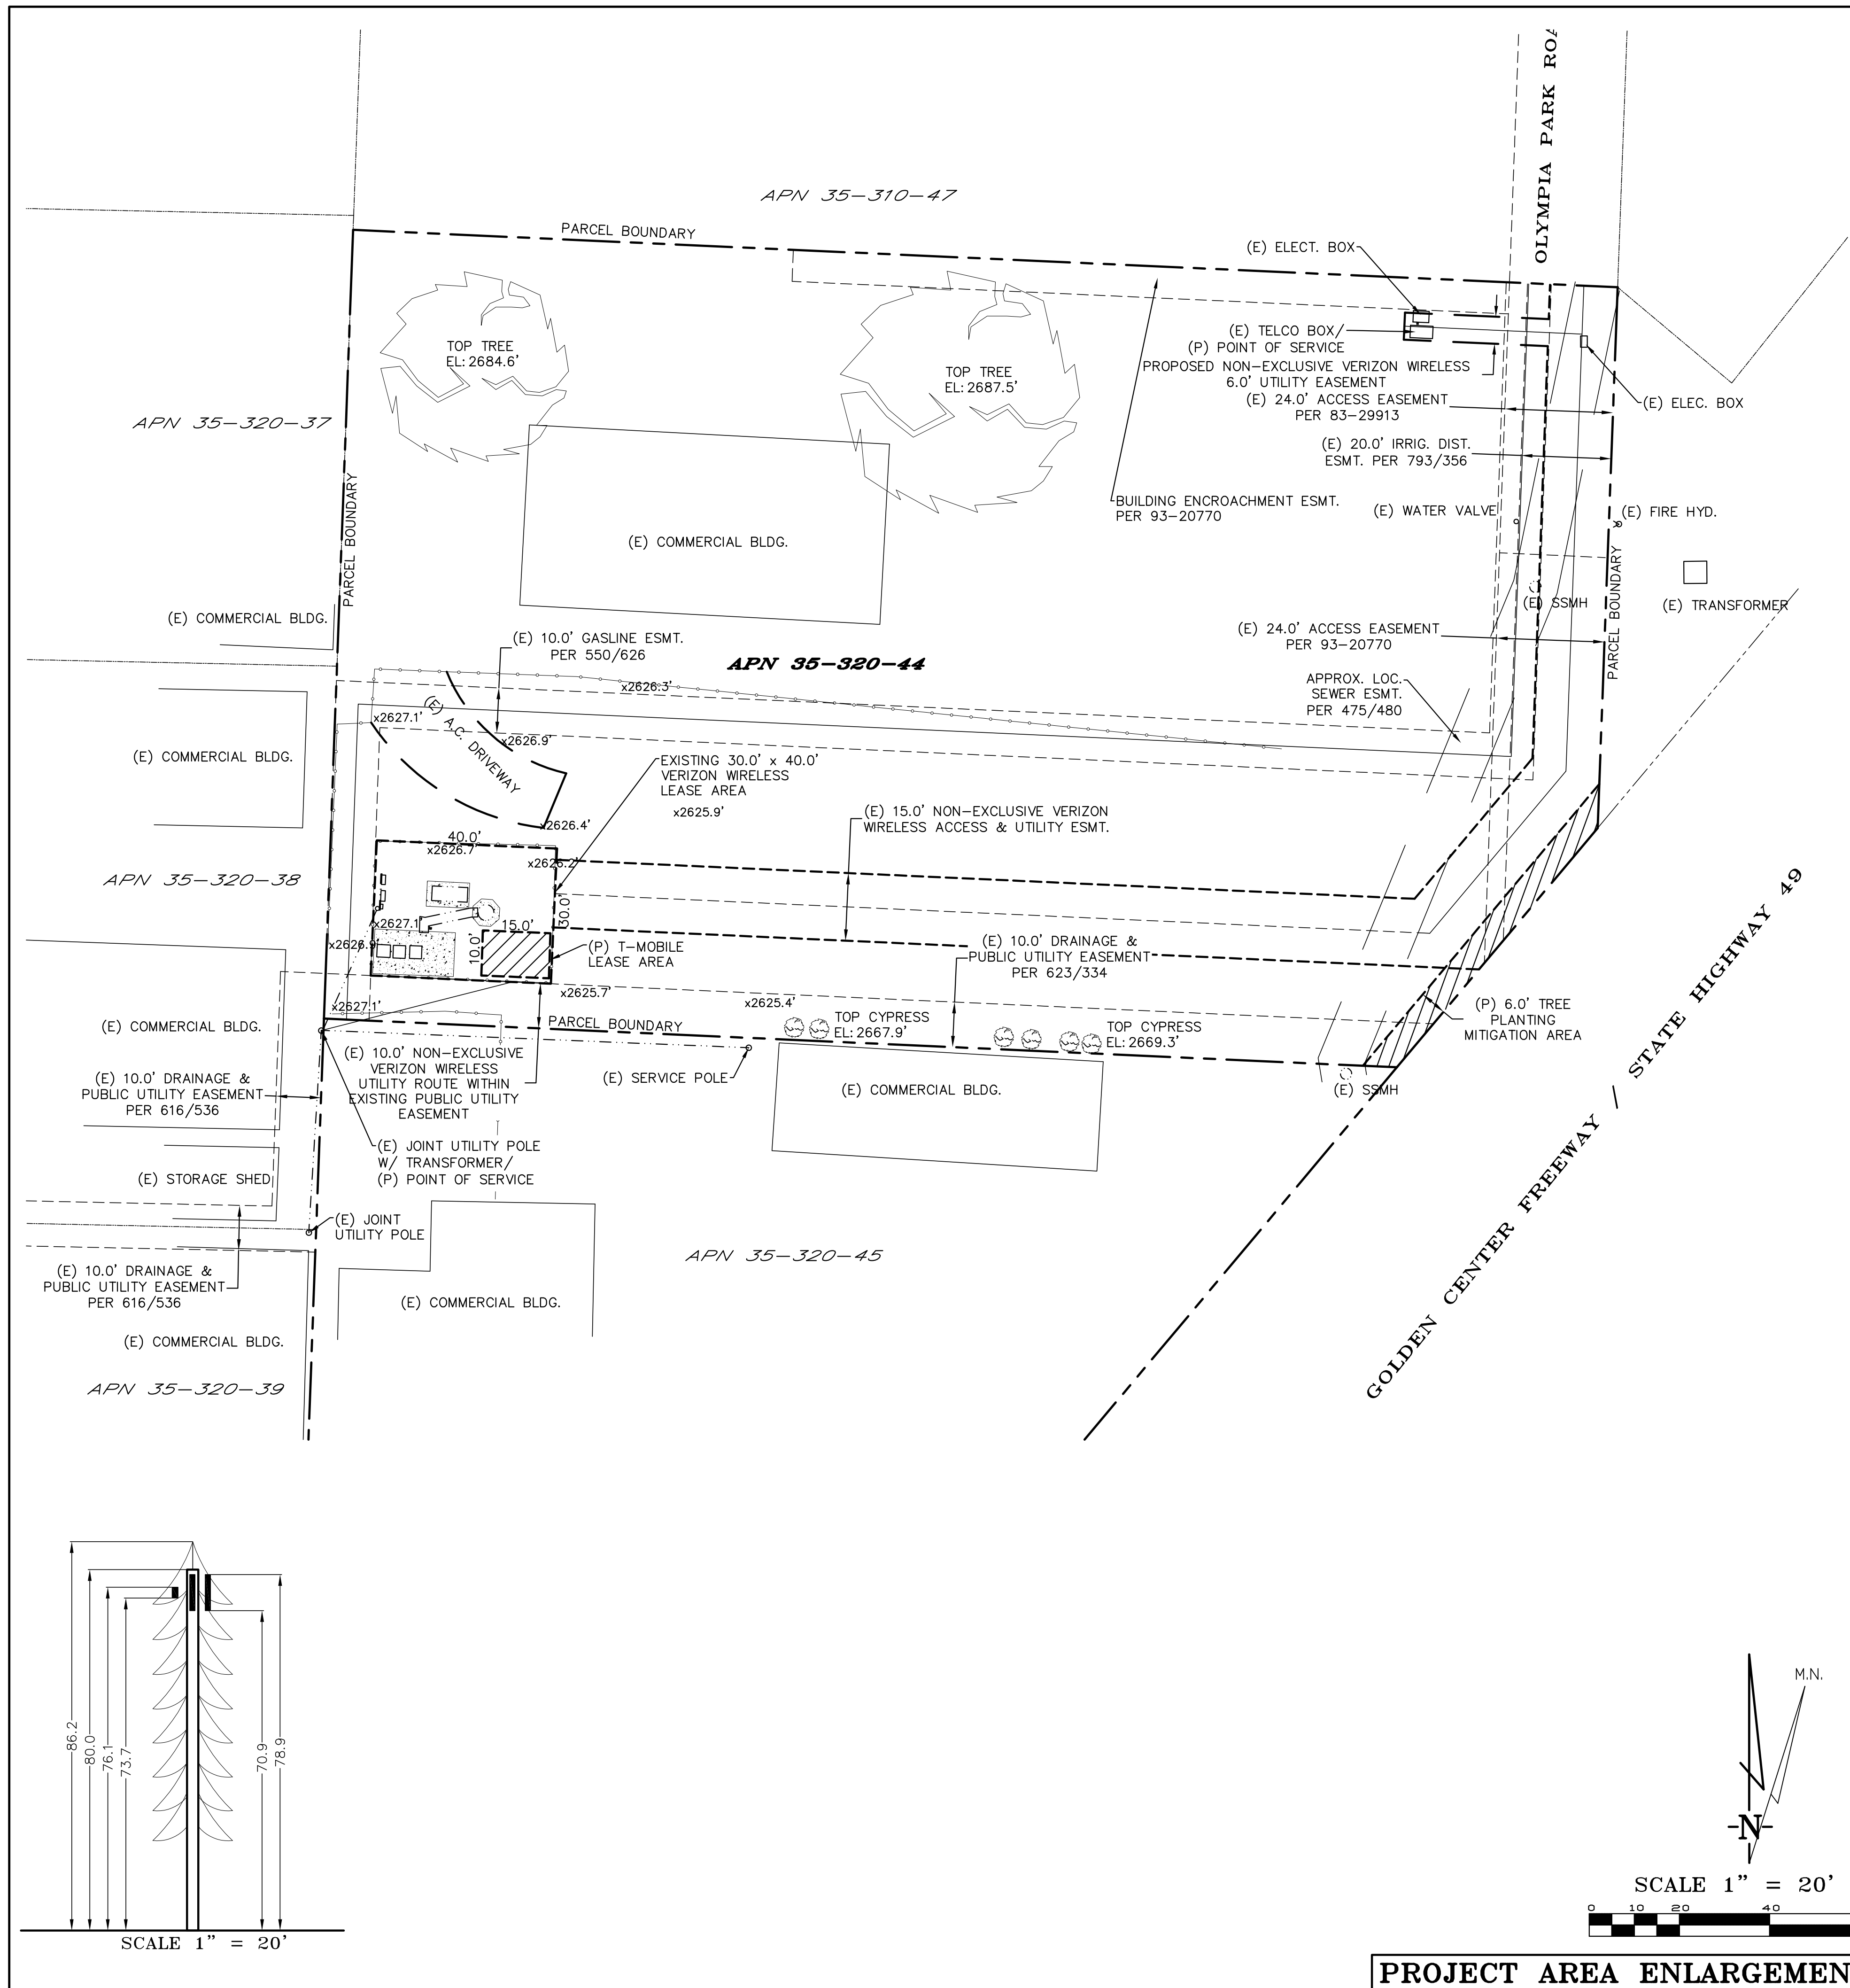 OLYMPIA PARK ROA
APN 35-310-47
PARCEL BOUNDARY
(E) ELECT. BOX
TOP TREE
EL: 2684.6'
TOP TREE
EL: 2687.5'
(E) TELCO BOX/
(P) POINT OF SERVICE
PROPOSED NON-EXCLUSIVE VERIZON WIRELESS
6.0' UTILITY EASEMENT
(E) 24.0' ACCESS EASEMENT
PER 83-29913
(E) ELEC. BOX
APN 35-320-37
(E) 20.0' IRRIG. DIST.
ESMT. PER 793/356
PARCEL BOUNDARY
BUILDING ENCROACHMENT ESMT.
PER 93-20770
(E) WATER VALVE
(E) FIRE HYD.
(E) COMMERCIAL BLDG.
PARCEL BOUNDARY
(E) SSMH
(E) TRANSFORMER
(E) COMMERCIAL BLDG.
(E) 10.0' GASLINE ESMT.
PER 550/626
APN 35-320-44
(E) 24.0' ACCESS EASEMENT
PER 93-20770
x2626.3'
APPROX. LOC.
SEWER ESMT.
PER 475/480
x2627.1'
(E) A.C. DRIVEWAY
x2626.9'
(E) COMMERCIAL BLDG.
EXISTING 30.0' x 40.0'
VERIZON WIRELESS
LEASE AREA
x2625.9'
(E) 15.0' NON-EXCLUSIVE VERIZON
WIRELESS ACCESS & UTILITY ESMT.
x2626.4'
40.0'
x2626.7'
x2626.2'
APN 35-320-38
30.0'
x2627.1'
15.0'
10.0'
x2626.9'
(P) T-MOBILE
LEASE AREA
(E) 10.0' DRAINAGE &
PUBLIC UTILITY EASEMENT
PER 623/334
x2625.7'
x2625.4'
x2627.1'
(E) COMMERCIAL BLDG.
PARCEL BOUNDARY
TOP CYPRESS
EL: 2667.9'
TOP CYPRESS
EL: 2669.3'
(P) 6.0' TREE
PLANTING
MITIGATION AREA
(E) 10.0' NON-EXCLUSIVE
VERIZON WIRELESS
UTILITY ROUTE WITHIN
EXISTING PUBLIC UTILITY
EASEMENT
(E) SERVICE POLE
(E) COMMERCIAL BLDG.
(E) SSMH
(E) 10.0' DRAINAGE &
PUBLIC UTILITY EASEMENT
PER 616/536
(E) JOINT UTILITY POLE
W/ TRANSFORMER/
(P) POINT OF SERVICE
(E) STORAGE SHED
(E) JOINT
UTILITY POLE
APN 35-320-45
(E) 10.0' DRAINAGE &
PUBLIC UTILITY EASEMENT
PER 616/536
(E) COMMERCIAL BLDG.
(E) COMMERCIAL BLDG.
APN 35-320-39
GOLDEN CENTER FREEWAY / STATE HIGHWAY 49
86.2
80.0
76.1
73.7
70.9
78.9
SCALE 1" = 20'
M.N.
N
SCALE 1" = 20'
0 10 20 40
PROJECT AREA ENLARGEMEN